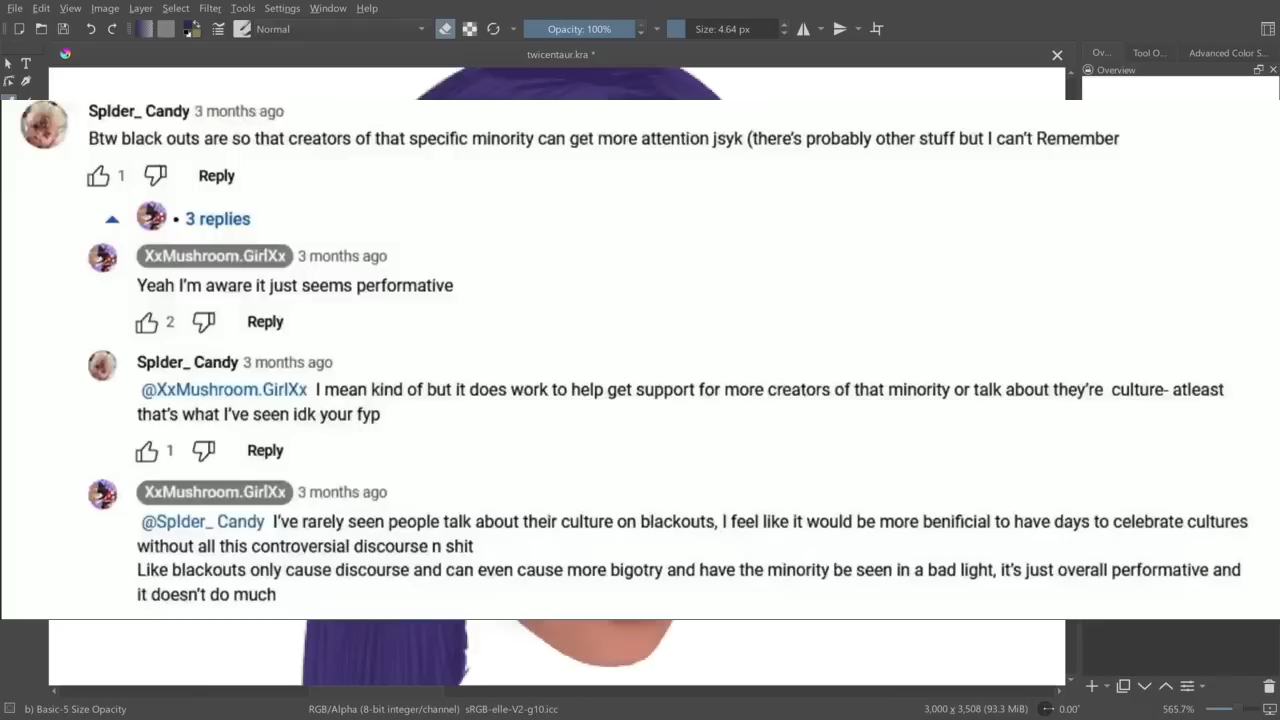 File Edit View Image Layer Select Filter Tools Settings Window Help
Normal Opacity: 100% Size: 4.64 px
twicentaur.kra *
Ov... Tool O... Advanced Color S...
Overview
SpIder_ Candy 3 months ago
Btw black outs are so that creators of that specific minority can get more attention jsyk (there's probably other stuff but I can't Remember
1 Reply
• 3 replies
XxMushroom.GirlXx 3 months ago
Yeah I'm aware it just seems performative
2 Reply
SpIder_ Candy 3 months ago
@XxMushroom.GirlXx I mean kind of but it does work to help get support for more creators of that minority or talk about they're culture- atleast
that's what I've seen idk your fyp
1 Reply
XxMushroom.GirlXx 3 months ago
@SpIder_ Candy I've rarely seen people talk about their culture on blackouts, I feel like it would be more benificial to have days to celebrate cultures
without all this controversial discourse n shit
Like blackouts only cause discourse and can even cause more bigotry and have the minority be seen in a bad light, it's just overall performative and
it doesn't do much
b) Basic-5 Size Opacity RGB/Alpha (8-bit integer/channel) sRGB-elle-V2-g10.icc 3,000 x 3,508 (93.3 MiB) 0.00° 565.7%